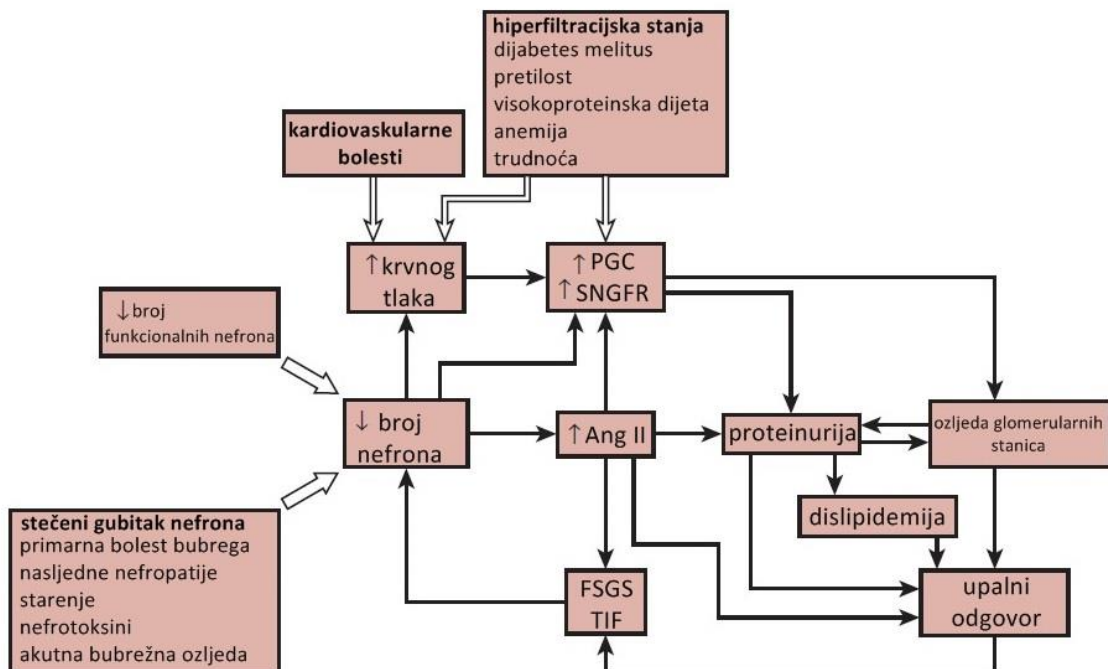 hiperfiltracijska stanja
dijabetes melitus
pretilost
visokoproteinska dijeta
anemija
trudnoća
kardiovaskularne
bolesti
↑krvnog
tlaka
↑PGC
↑SNGFR
↓broj
funkcionalnih nefrona
↓ broj
nefrona
↑Ang II
proteinurija
ozljeda glomerularnih
stanica
dislipidemija
stečeni gubitak nefrona
primarna bolest bubrega
nasljedne nefropatije
starenje
nefrotoksini
akutna bubrežna ozljeda
FSGS
TIF
upalni
odgovor